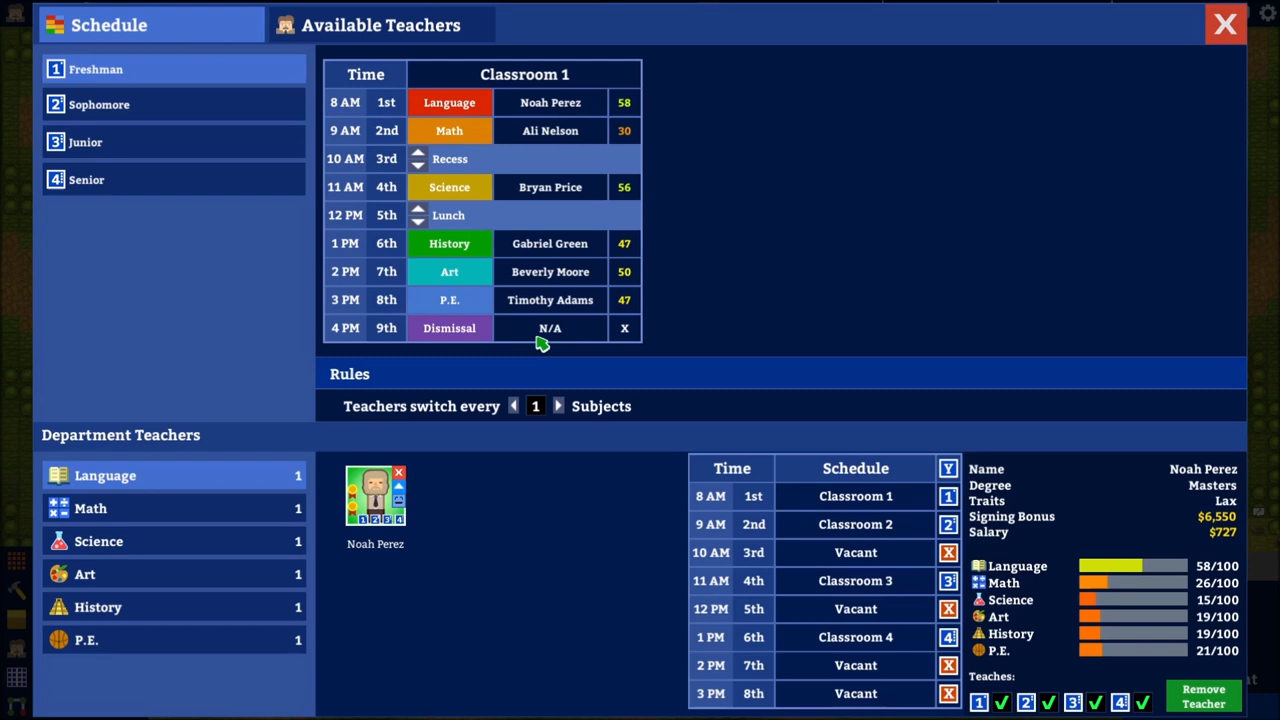 Schedule
Available Teachers
X
1 Freshman
2 Sophomore
3 Junior
4 Senior
Time Classroom 1
8 AM 1st Language Noah Perez 58
9 AM 2nd Math Ali Nelson 30
10 AM 3rd Recess
11 AM 4th Science Bryan Price 56
12 PM 5th Lunch
1 PM 6th History Gabriel Green 47
2 PM 7th Art Beverly Moore 50
3 PM 8th P.E. Timothy Adams 47
4 PM 9th Dismissal N/A X
Rules
Teachers switch every 1 Subjects
Department Teachers
Language 1
Math 1
Science 1
Art 1
History 1
P.E. 1
1 2 3 4
Noah Perez
Time Schedule Y
8 AM 1st Classroom 1 1
9 AM 2nd Classroom 2 2
10 AM 3rd Vacant X
11 AM 4th Classroom 3 3
12 PM 5th Vacant X
1 PM 6th Classroom 4 4
2 PM 7th Vacant X
3 PM 8th Vacant X
Name Noah Perez
Degree Masters
Traits Lax
Signing Bonus $6,550
Salary $727
Language 58/100
Math 26/100
Science 15/100
Art 19/100
History 19/100
P.E. 21/100
Teaches:
1 2 3 4
Remove
Teacher